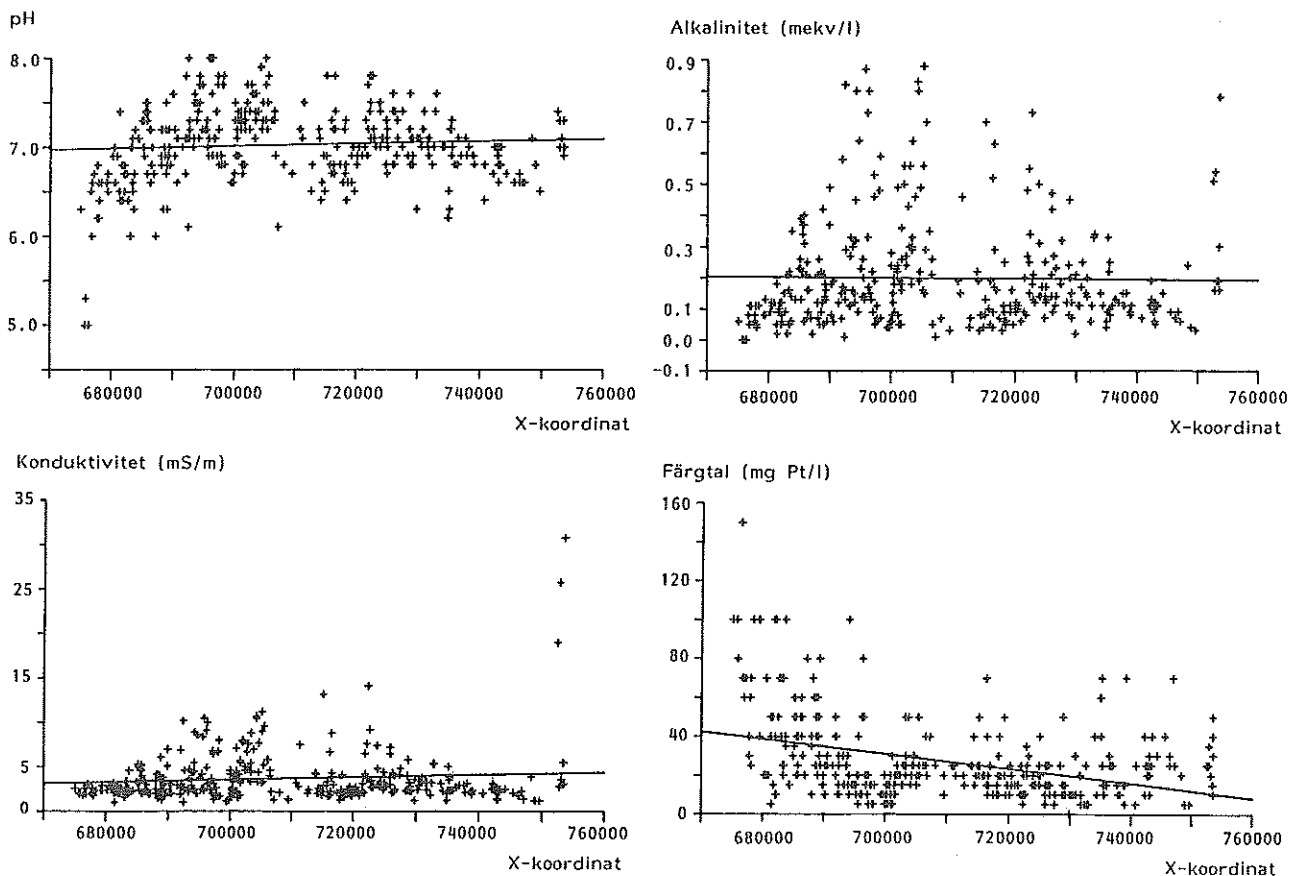 pH
8.0
7.0
6.0
5.0
680000 700000 720000 740000 760000
X-koordinat
Alkalinitet (mekv/l)
0.9
0.7
0.5
0.3
0.1
0.0
-0.1
680000 700000 720000 740000 760000
X-koordinat
Konduktivitet (mS/m)
35
25
15
5
0
680000 700000 720000 740000 760000
X-koordinat
Färgtal (mg Pt/l)
160
120
80
40
0
680000 700000 720000 740000 760000
X-koordinat